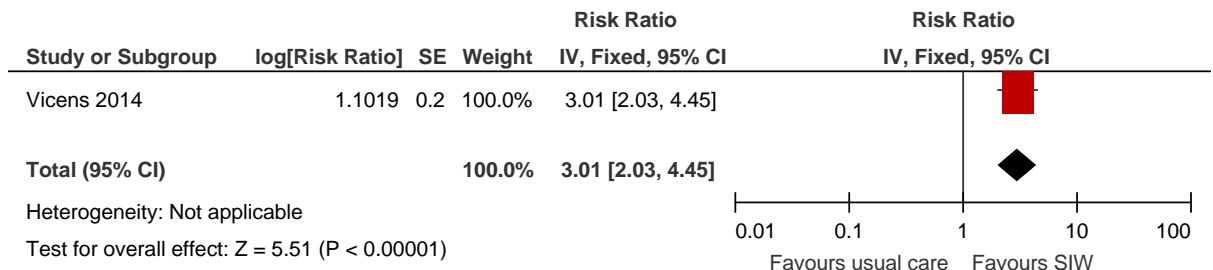 Risk Ratio Risk Ratio
Study or Subgroup log[Risk Ratio] SE Weight IV, Fixed, 95% CI IV, Fixed, 95% CI
Vicens 2014 1.1019 0.2 100.0% 3.01 [2.03, 4.45]
Total (95% CI) 100.0% 3.01 [2.03, 4.45]
Heterogeneity: Not applicable
Test for overall effect: Z = 5.51 (P < 0.00001)
0.01 0.1 1 10 100
Favours usual care Favours SIW